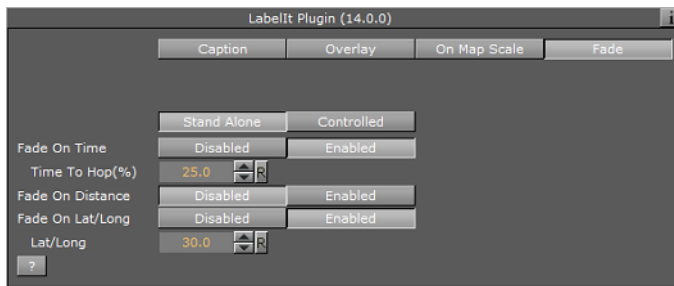 LabelIt Plugin (14.0.0) i
Caption Overlay On Map Scale Fade
Stand Alone Controlled
Fade On Time Disabled Enabled
Time To Hop(%) 25.0 R
Fade On Distance Disabled Enabled
Fade On Lat/Long Disabled Enabled
Lat/Long 30.0 R
?